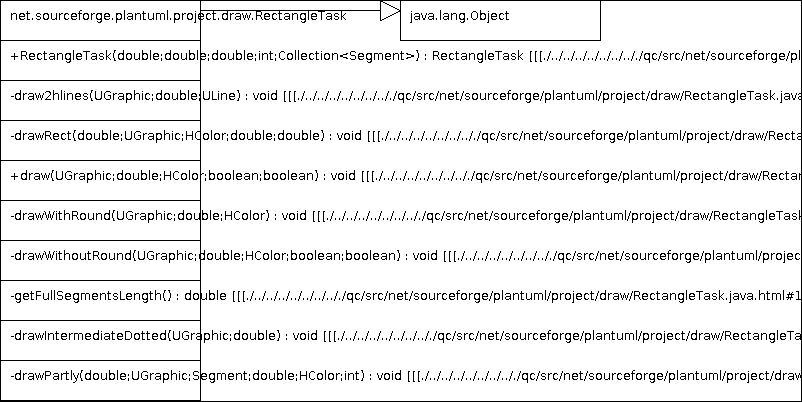 net.sourceforge.plantuml.project.draw.RectangleTask
java.lang.Object
+RectangleTask(double;double;double;int;Collection<Segment>) : RectangleTask [[[./../../../../../../../../qc/src/net/sourceforge/pl
-draw2hlines(UGraphic;double;ULine) : void [[[./../../../../../../../../qc/src/net/sourceforge/plantuml/project/draw/RectangleTask.java
-drawRect(double;UGraphic;HColor;double;double) : void [[[./../../../../../../../../qc/src/net/sourceforge/plantuml/project/draw/Recta
+draw(UGraphic;double;HColor;boolean;boolean) : void [[[./../../../../../../../../qc/src/net/sourceforge/plantuml/project/draw/Rectan
-drawWithRound(UGraphic;double;HColor) : void [[[./../../../../../../../../qc/src/net/sourceforge/plantuml/project/draw/RectangleTask
-drawWithoutRound(UGraphic;double;HColor;boolean;boolean) : void [[[./../../../../../../../../qc/src/net/sourceforge/plantuml/projec
-getFullSegmentsLength() : double [[[./../../../../../../../../qc/src/net/sourceforge/plantuml/project/draw/RectangleTask.java.html#1
-drawIntermediateDotted(UGraphic;double) : void [[[./../../../../../../../../qc/src/net/sourceforge/plantuml/project/draw/RectangleTa
-drawPartly(double;UGraphic;Segment;double;HColor;int) : void [[[./../../../../../../../../qc/src/net/sourceforge/plantuml/project/draw